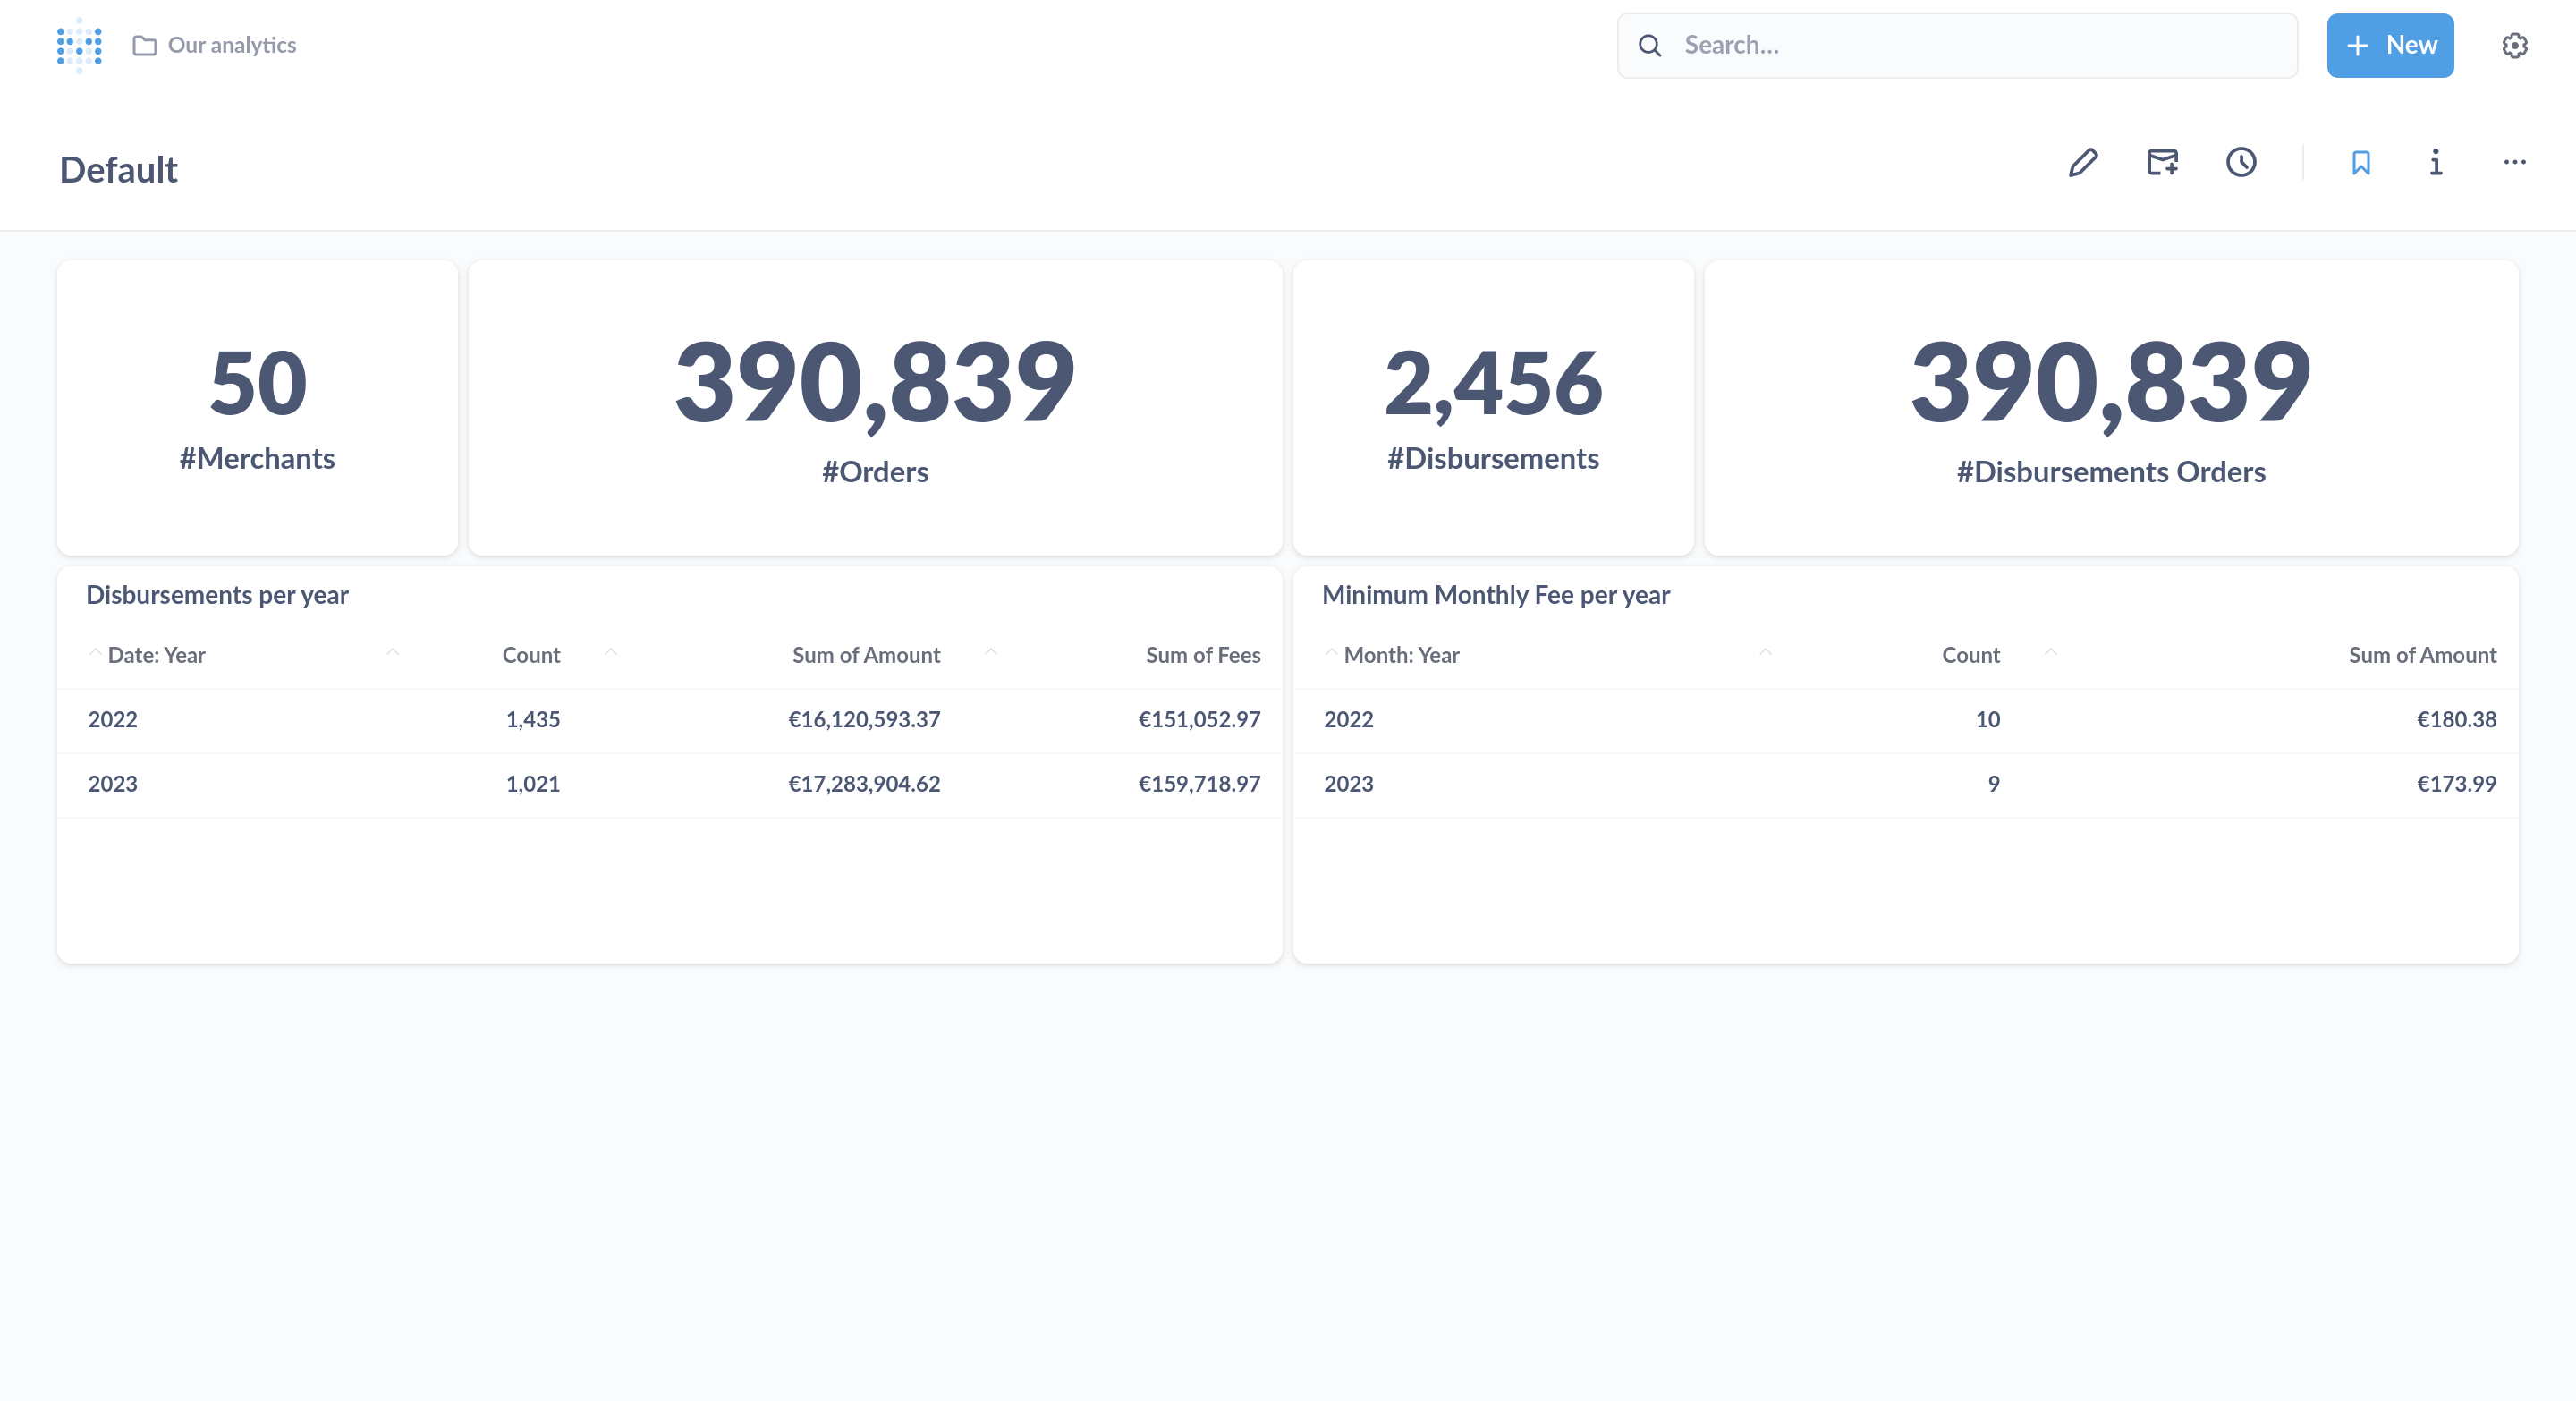 Our analytics
Search...
New
Default
50
#Merchants
390,839
#Orders
2,456
#Disbursements
390,839
#Disbursements Orders
Disbursements per year
Date: Year Count Sum of Amount Sum of Fees
2022 1,435 €16,120,593.37 €151,052.97
2023 1,021 €17,283,904.62 €159,718.97
Minimum Monthly Fee per year
Month: Year Count Sum of Amount
2022 10 €180.38
2023 9 €173.99